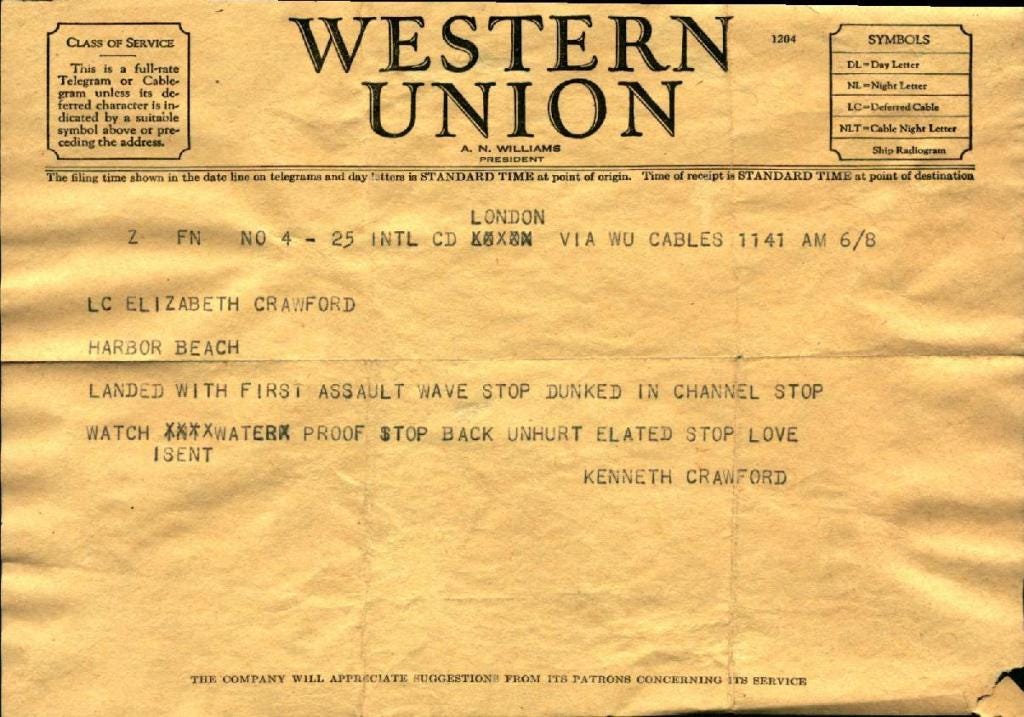 CLASS OF SERVICE
This is a full-rate
Telegram or Cable-
gram unless its de-
ferred character is in-
dicated by a suitable
symbol above or pre-
ceding the address.
WESTERN
UNION
A. N. WILLIAMS
PRESIDENT
1204
SYMBOLS
DL=Day Letter
NL=Night Letter
LC=Deferred Cable
NLT=Cable Night Letter
Ship Radiogram
The filing time shown in the date line on telegrams and day letters is STANDARD TIME at point of origin. Time of receipt is STANDARD TIME at point of destination
LONDON
Z FN NO 4 - 25 INTL CD VIA WU CABLES 1141 AM 6/8
LC ELIZABETH CRAWFORD
HARBOR BEACH
LANDED WITH FIRST ASSAULT WAVE STOP DUNKED IN CHANNEL STOP
WATCH XXXXWATERX PROOF STOP BACK UNHURT ELATED STOP LOVE
ISENT
KENNETH CRAWFORD
THE COMPANY WILL APPRECIATE SUGGESTIONS FROM ITS PATRONS CONCERNING ITS SERVICE